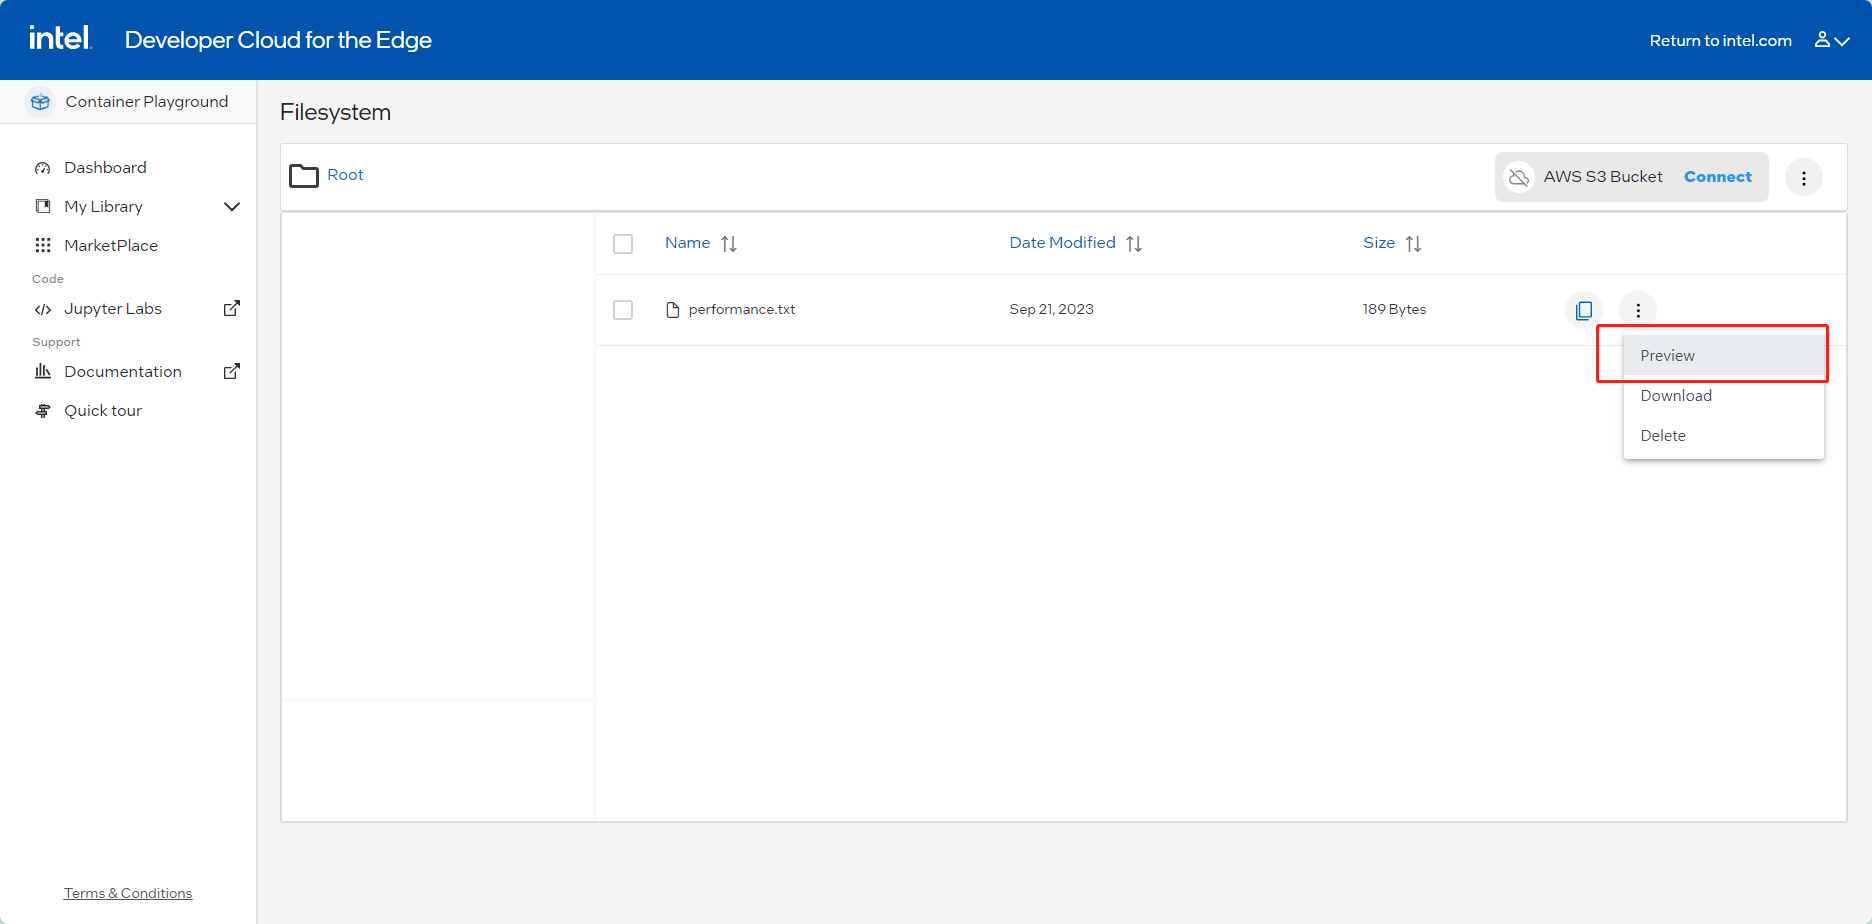 intel.
Developer Cloud for the Edge
Return to intel.com
Container Playground
Dashboard
My Library
MarketPlace
Code
Jupyter Labs
Support
Documentation
Quick tour
Terms & Conditions
Filesystem
Root
AWS S3 Bucket Connect
Name Date Modified Size
performance.txt Sep 21, 2023 189 Bytes
Preview
Download
Delete